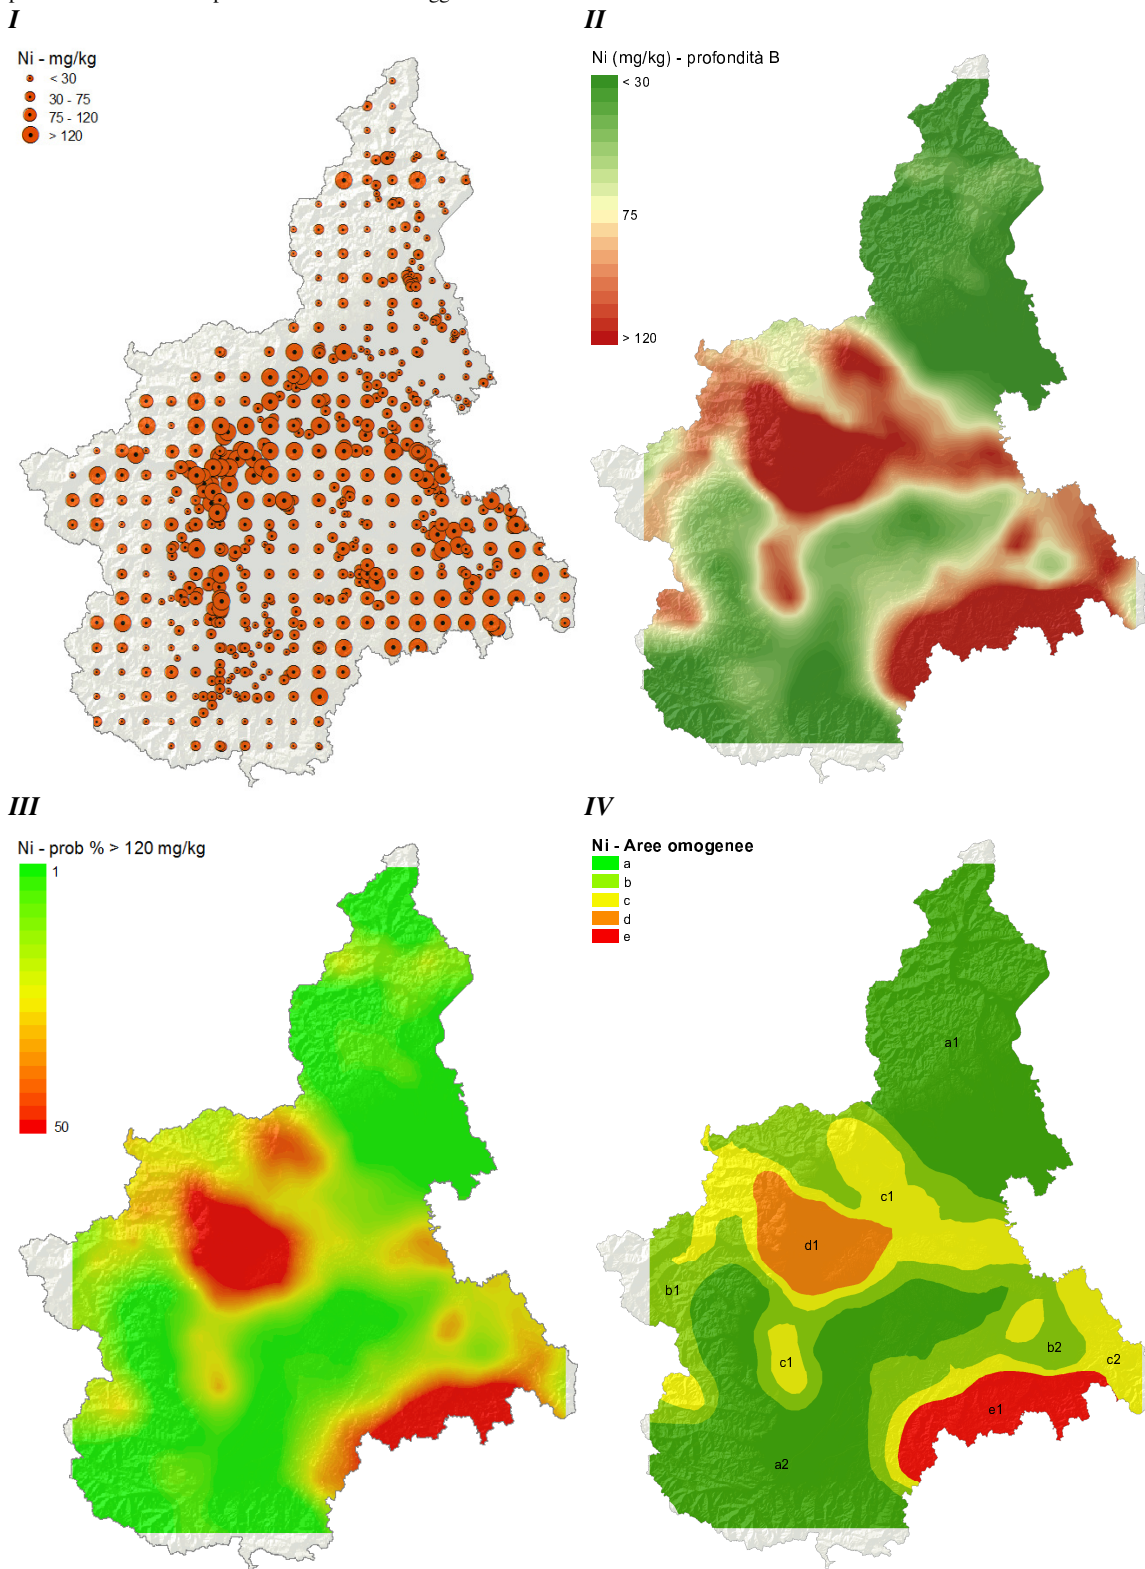 I
II
Ni - mg/kg
< 30
30 - 75
75 - 120
> 120
Ni (mg/kg) - profondità B
< 30
75
> 120
III
IV
Ni - prob % > 120 mg/kg
1
50
Ni - Aree omogenee
a
b
c
d
e
a1
c1
d1
b1
b2
c1
c2
e1
a2